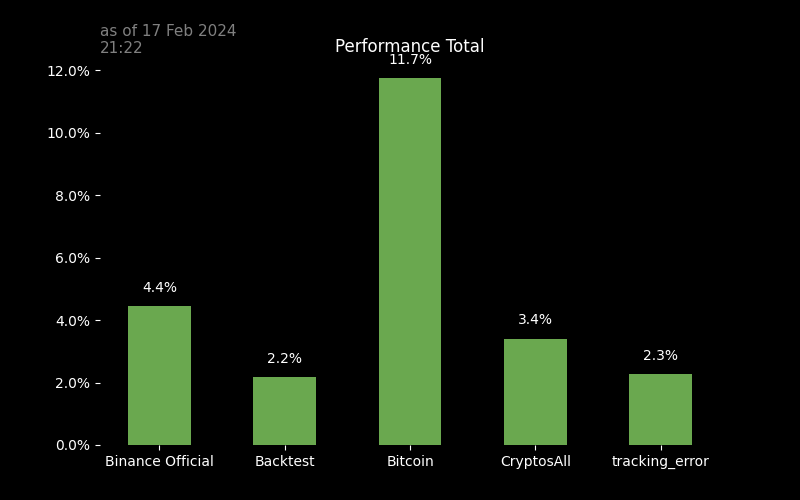 as of 17 Feb 2024
21:22
Performance Total
12.0%
10.0%
8.0%
6.0%
4.0%
2.0%
0.0%
4.4%
2.2%
11.7%
3.4%
2.3%
Binance Official
Backtest
Bitcoin
CryptosAll
tracking_error